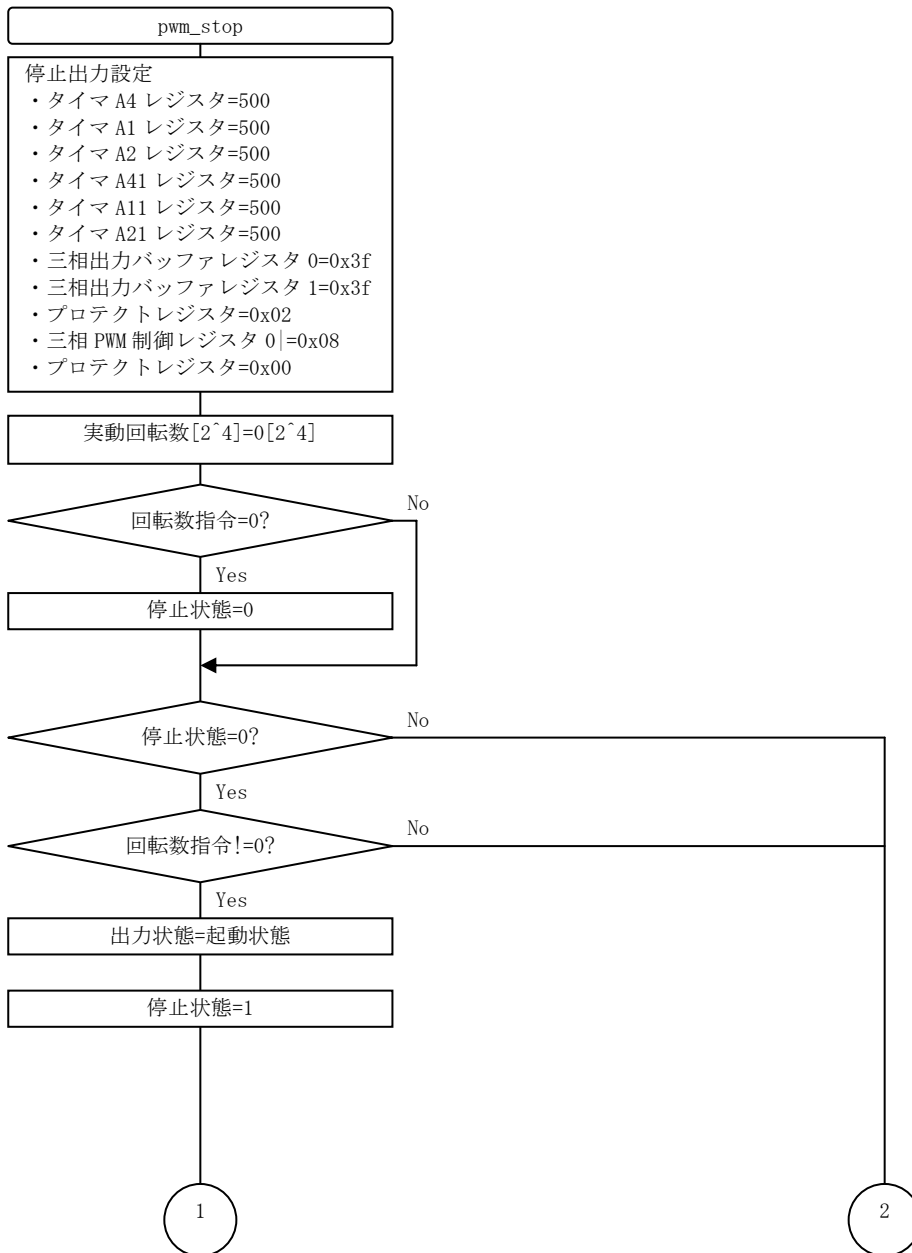 pwm_stop
停止出力設定
・タイマ A4 レジスタ=500
・タイマ A1 レジスタ=500
・タイマ A2 レジスタ=500
・タイマ A41 レジスタ=500
・タイマ A11 レジスタ=500
・タイマ A21 レジスタ=500
・三相出力バッファレジスタ 0=0x3f
・三相出力バッファレジスタ 1=0x3f
・プロテクトレジスタ=0x02
・三相 PWM 制御レジスタ 0|=0x08
・プロテクトレジスタ=0x00
実動回転数[2^4]=0[2^4]
回転数指令=0?
No
Yes
停止状態=0
停止状態=0?
No
Yes
回転数指令!=0?
No
Yes
出力状態=起動状態
停止状態=1
1
2